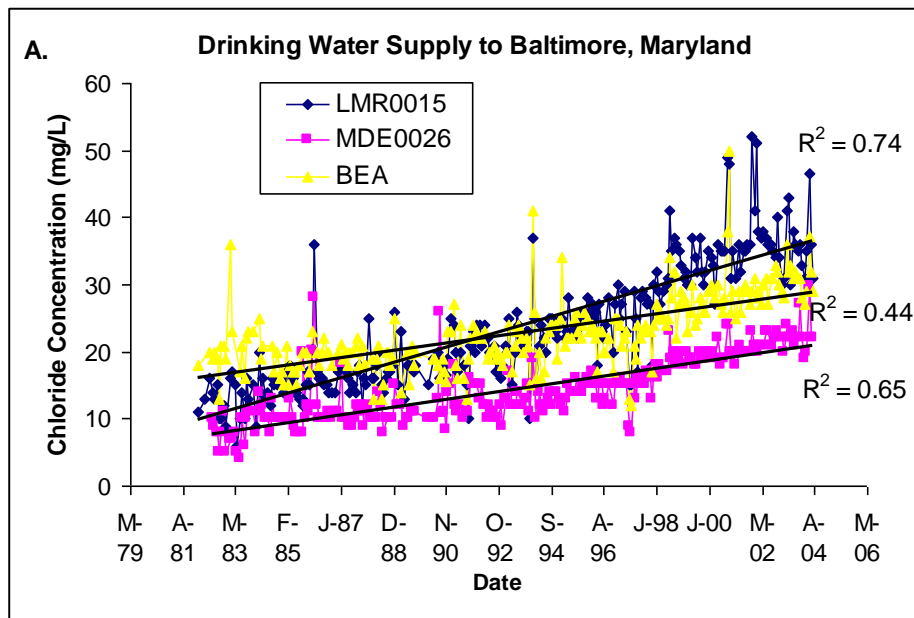 A.
Drinking Water Supply to Baltimore, Maryland
Chloride Concentration (mg/L)
60
50
40
30
20
10
0
LMR0015
MDE0026
BEA
R² = 0.74
R² = 0.44
R² = 0.65
M- A- M- F- J-87 D- N- O- S- A- J-98 J-00 M- A- M-
79 81 83 85 88 90 92 94 96 02 04 06
Date